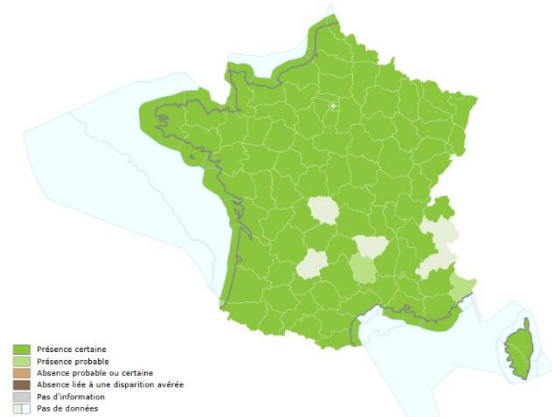 Présence certaine
Présence probable
Absence probable ou certaine
Absence liée à une disparition avérée
Pas d'information
Pas de données